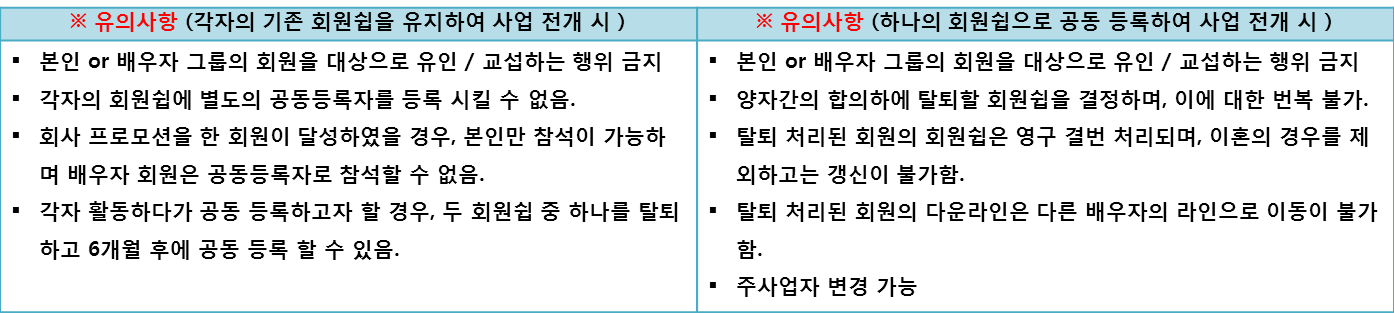 ※ 유의사항 (각자의 기존 회원쉽을 유지하여 사업 전개 시 )
▪ 본인 or 배우자 그룹의 회원을 대상으로 유인 / 교섭하는 행위 금지
▪ 각자의 회원쉽에 별도의 공동등록자를 등록 시킬 수 없음.
▪ 회사 프로모션을 한 회원이 달성하였을 경우, 본인만 참석이 가능하
며 배우자 회원은 공동등록자로 참석할 수 없음.
▪ 각자 활동하다가 공동 등록하고자 할 경우, 두 회원쉽 중 하나를 탈퇴
하고 6개월 후에 공동 등록 할 수 있음.
※ 유의사항 (하나의 회원쉽으로 공동 등록하여 사업 전개 시 )
▪ 본인 or 배우자 그룹의 회원을 대상으로 유인 / 교섭하는 행위 금지
▪ 양자간의 합의하에 탈퇴할 회원쉽을 결정하며, 이에 대한 번복 불가.
▪ 탈퇴 처리된 회원의 회원쉽은 영구 결번 처리되며, 이혼의 경우를 제
외하고는 갱신이 불가함.
▪ 탈퇴 처리된 회원의 다운라인은 다른 배우자의 라인으로 이동이 불가
함.
▪ 주사업자 변경 가능